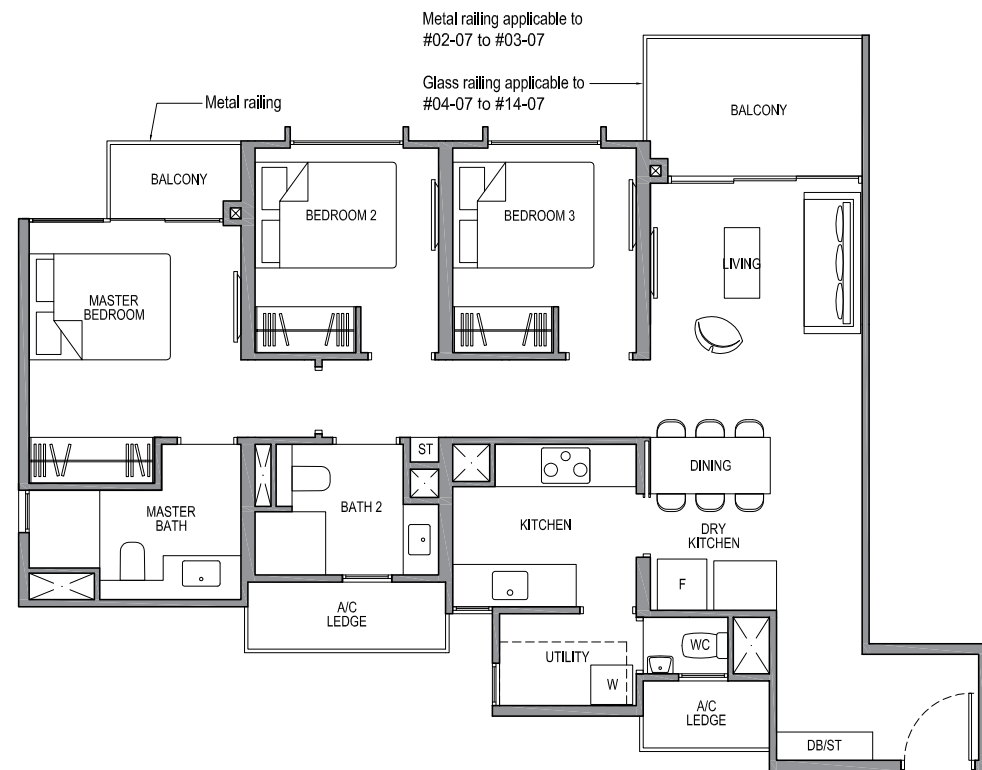 Metal railing applicable to
#02-07 to #03-07
Glass railing applicable to
#04-07 to #14-07
Metal railing
BALCONY
BALCONY
BEDROOM 2
BEDROOM 3
LIVING
MASTER
BEDROOM
ST
DINING
MASTER
BATH
BATH 2
KITCHEN
DRY
KITCHEN
F
A/C
LEDGE
UTILITY
WC
W
A/C
LEDGE
DB/ST